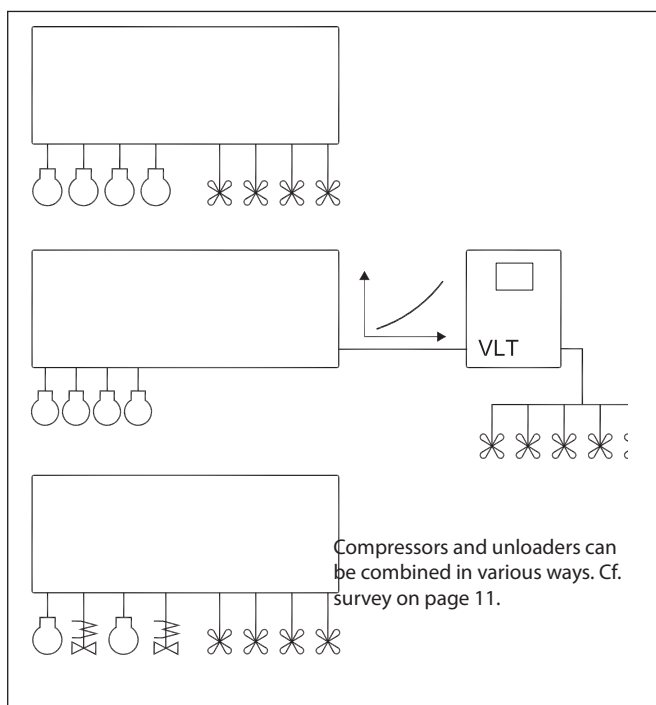 VLT
Compressors and unloaders can
be combined in various ways. Cf.
survey on page 11.